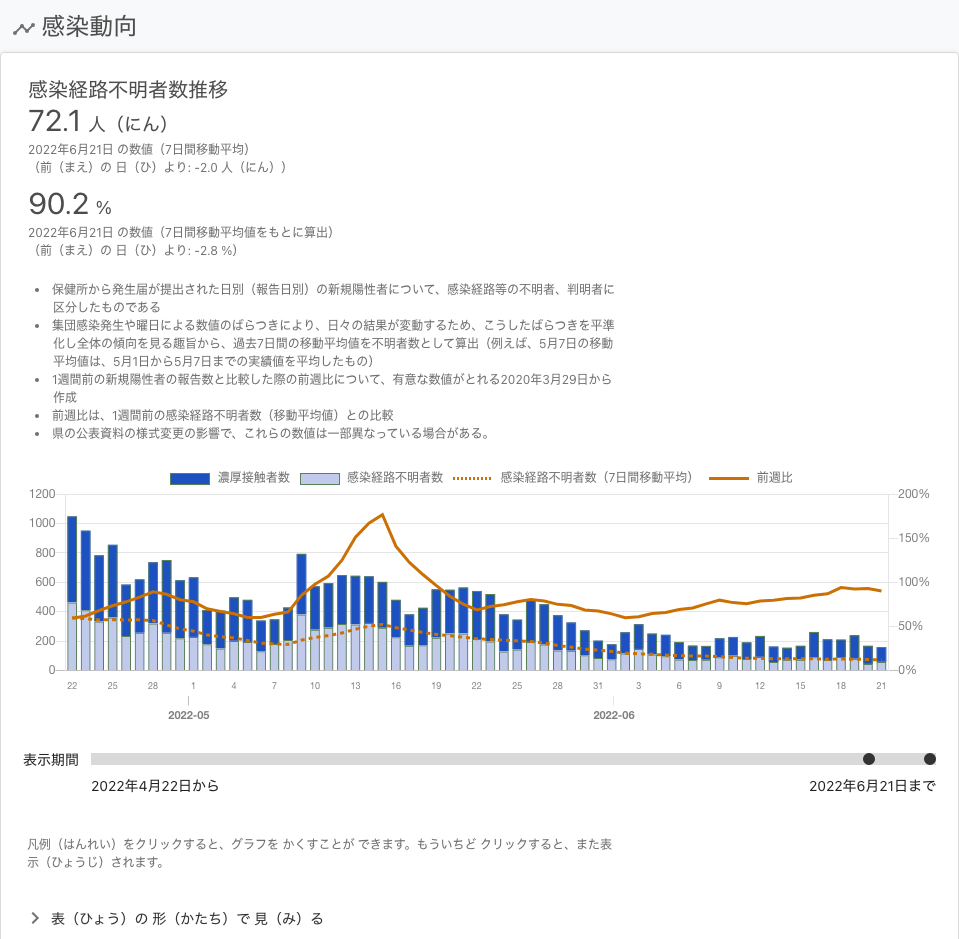 感染動向
感染経路不明者数推移
72.1 人（にん）
2022年6月21日 の数値（7日間移動平均）
（前（まえ）の 日（ひ）より: -2.0 人（にん））
90.2 %
2022年6月21日 の数値（7日間移動平均値をもとに算出）
（前（まえ）の 日（ひ）より: -2.8 %）
• 保健所から発生届が提出された日別（報告日別）の新規陽性者について、感染経路等の不明者、判明者に
区分したものである
• 集団感染発生や曜日による数値のばらつきにより、日々の結果が変動するため、こうしたばらつきを平準
化し全体の傾向を見る趣旨から、過去7日間の移動平均値を不明者数として算出（例えば、5月7日の移動
平均値は、5月1日から5月7日までの実績値を平均したもの）
• 1週間前の新規陽性者の報告数と比較した際の前週比について、有意な数値がとれる2020年3月29日から
作成
• 前週比は、1週間前の感染経路不明者数（移動平均値）との比較
• 県の公表資料の様式変更の影響で、これらの数値は一部異なっている場合がある。
濃厚接触者数 感染経路不明者数 感染経路不明者数（7日間移動平均） 前週比
1200 200%
1000
800 150%
600 100%
400
200 50%
0 0%
22 25 28 1 4 7 10 13 16 19 22 25 28 31 3 6 9 12 15 18 21
2022-05 2022-06
表示期間
2022年4月22日から 2022年6月21日まで
凡例（はんれい）をクリックすると、グラフを かくすことが できます。もういちど クリックすると、また表
示（ひょうじ）されます。
表（ひょう）の 形（かたち）で 見（み）る